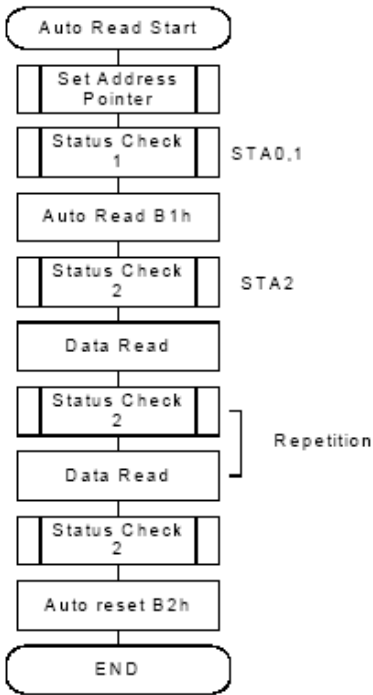 Auto Read Start
Set Address
Pointer
Status Check
1
STA0,1
Auto Read B1h
Status Check
2
STA2
Data Read
Status Check
2
Repetition
Data Read
Status Check
2
Auto reset B2h
END